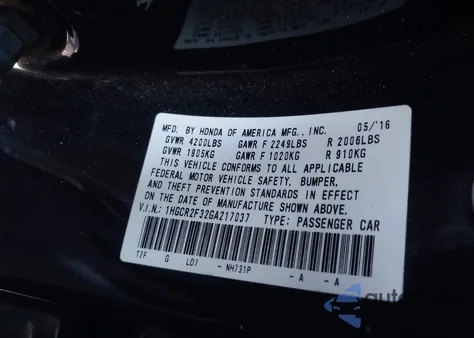 MFD. BY HONDA OF AMERICA MFG., INC. 05/'16
GVWR 4200LBS GAWR F 2249LBS R 2006LBS
GVWR 1905KG GAWR F 1020KG R 910KG
THIS VEHICLE CONFORMS TO ALL APPLICABLE
FEDERAL MOTOR VEHICLE SAFETY, BUMPER,
AND THEFT PREVENTION STANDARDS IN EFFECT
ON THE DATE OF MANUFACTURE SHOWN ABOVE.
V.I.N.: 1HGCR2F32GA217037 TYPE: PASSENGER CAR
T2F G LD7 - NH731P -A -A